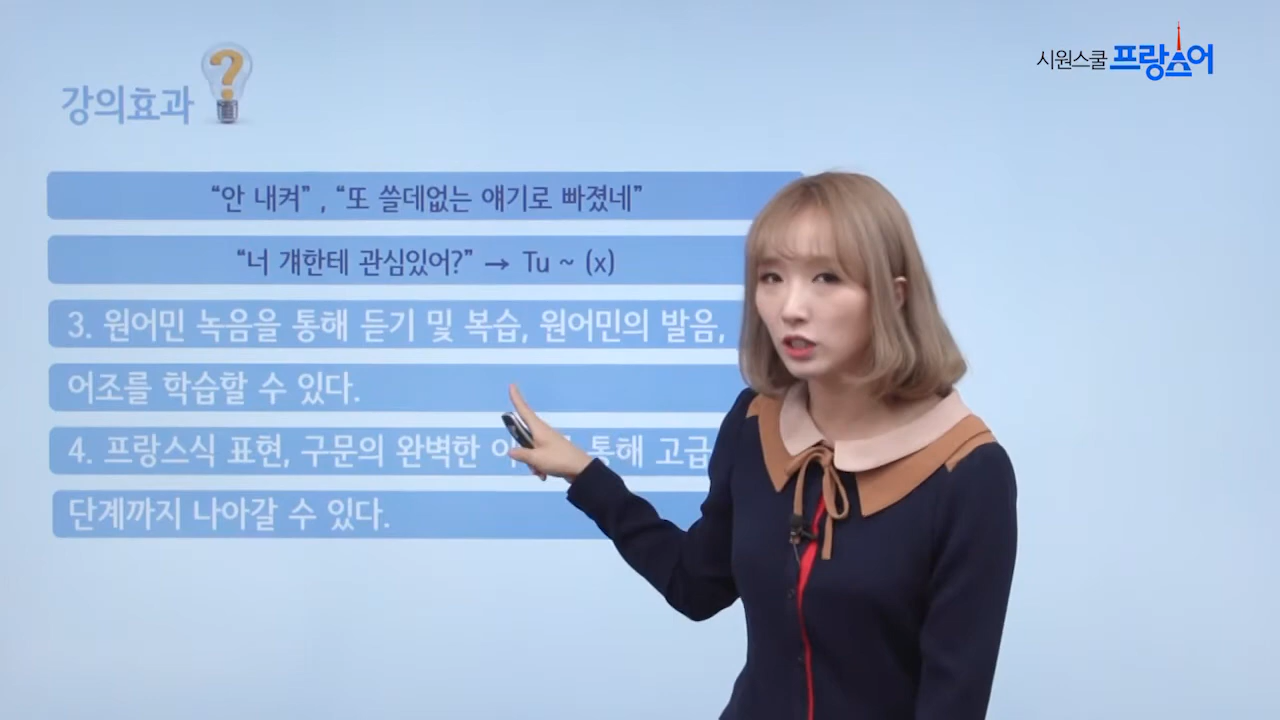 시원스쿨 프랑스어
강의효과
“안 내켜” , “또 쓸데없는 얘기로 빠졌네”
“너 걔한테 관심있어?” → Tu ~ (x)
3. 원어민 녹음을 통해 듣기 및 복습, 원어민의 발음,
어조를 학습할 수 있다.
4. 프랑스식 표현, 구문의 완벽한 통해 고급
단계까지 나아갈 수 있다.